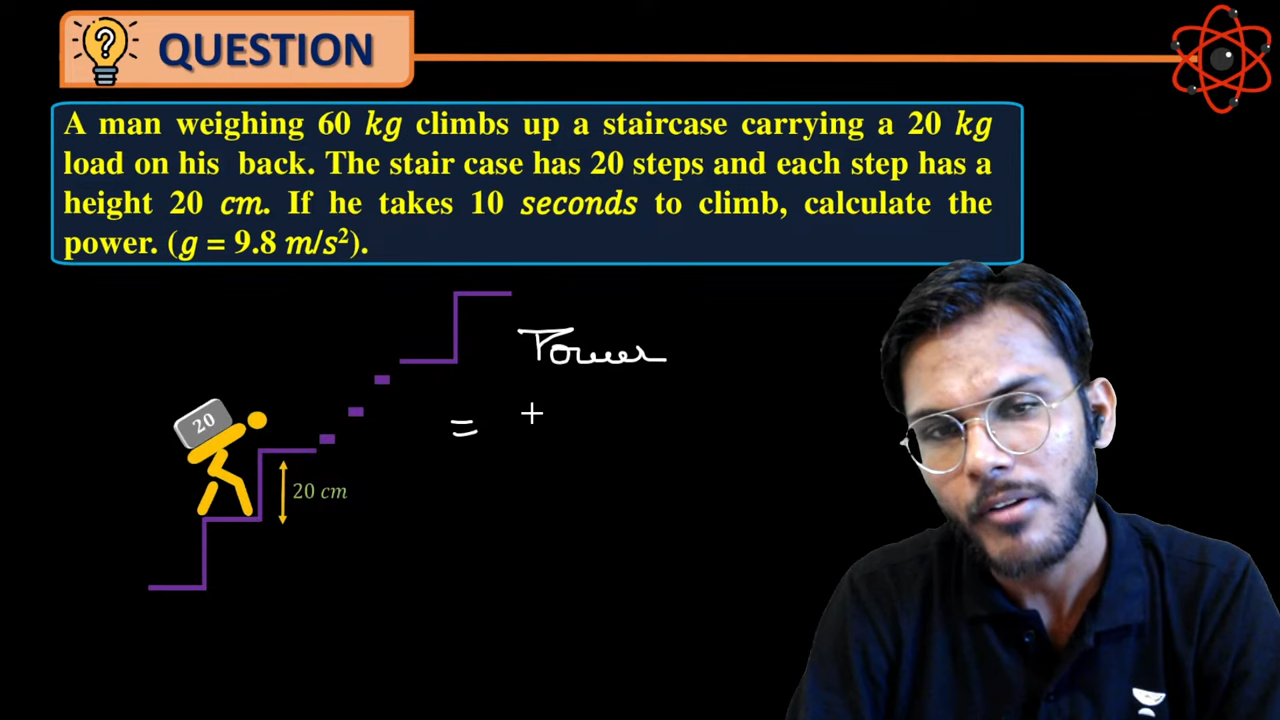 QUESTION
A man weighing 60 kg climbs up a staircase carrying a 20 kg
load on his back. The stair case has 20 steps and each step has a
height 20 cm. If he takes 10 seconds to climb, calculate the
power. (g = 9.8 m/s²).
Power
=
20
20 cm